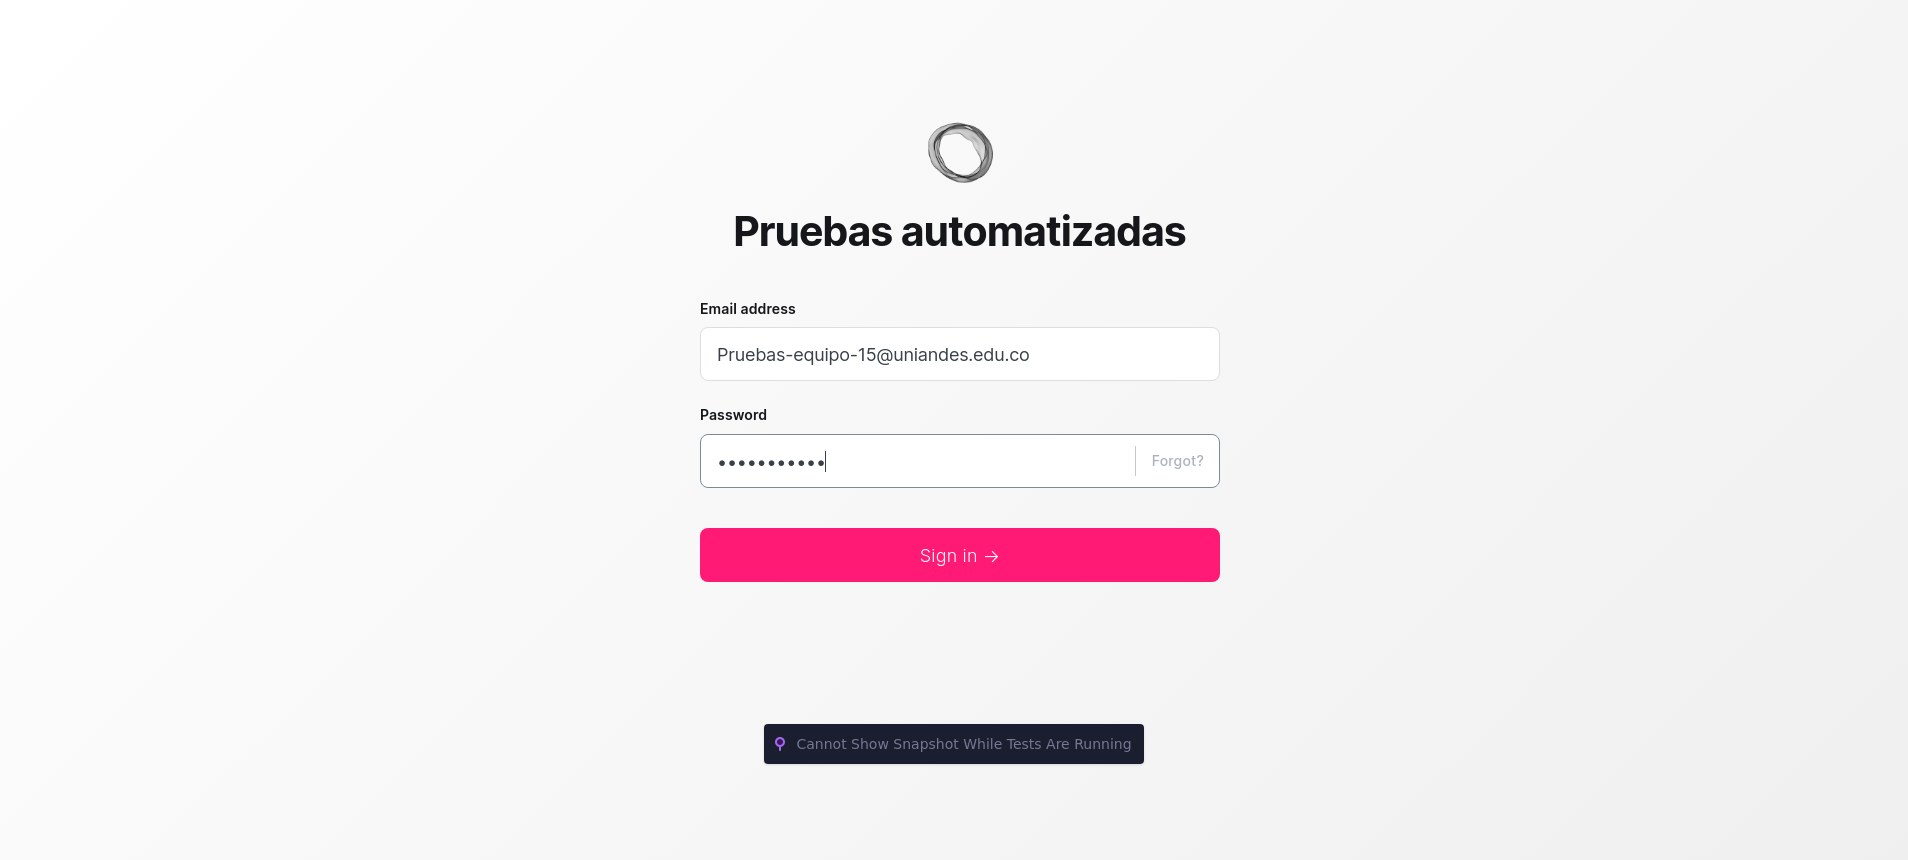 Pruebas automatizadas
Email address
Pruebas-equipo-15@uniandes.edu.co
Password
•••••••••••
Forgot?
Sign in →
Cannot Show Snapshot While Tests Are Running